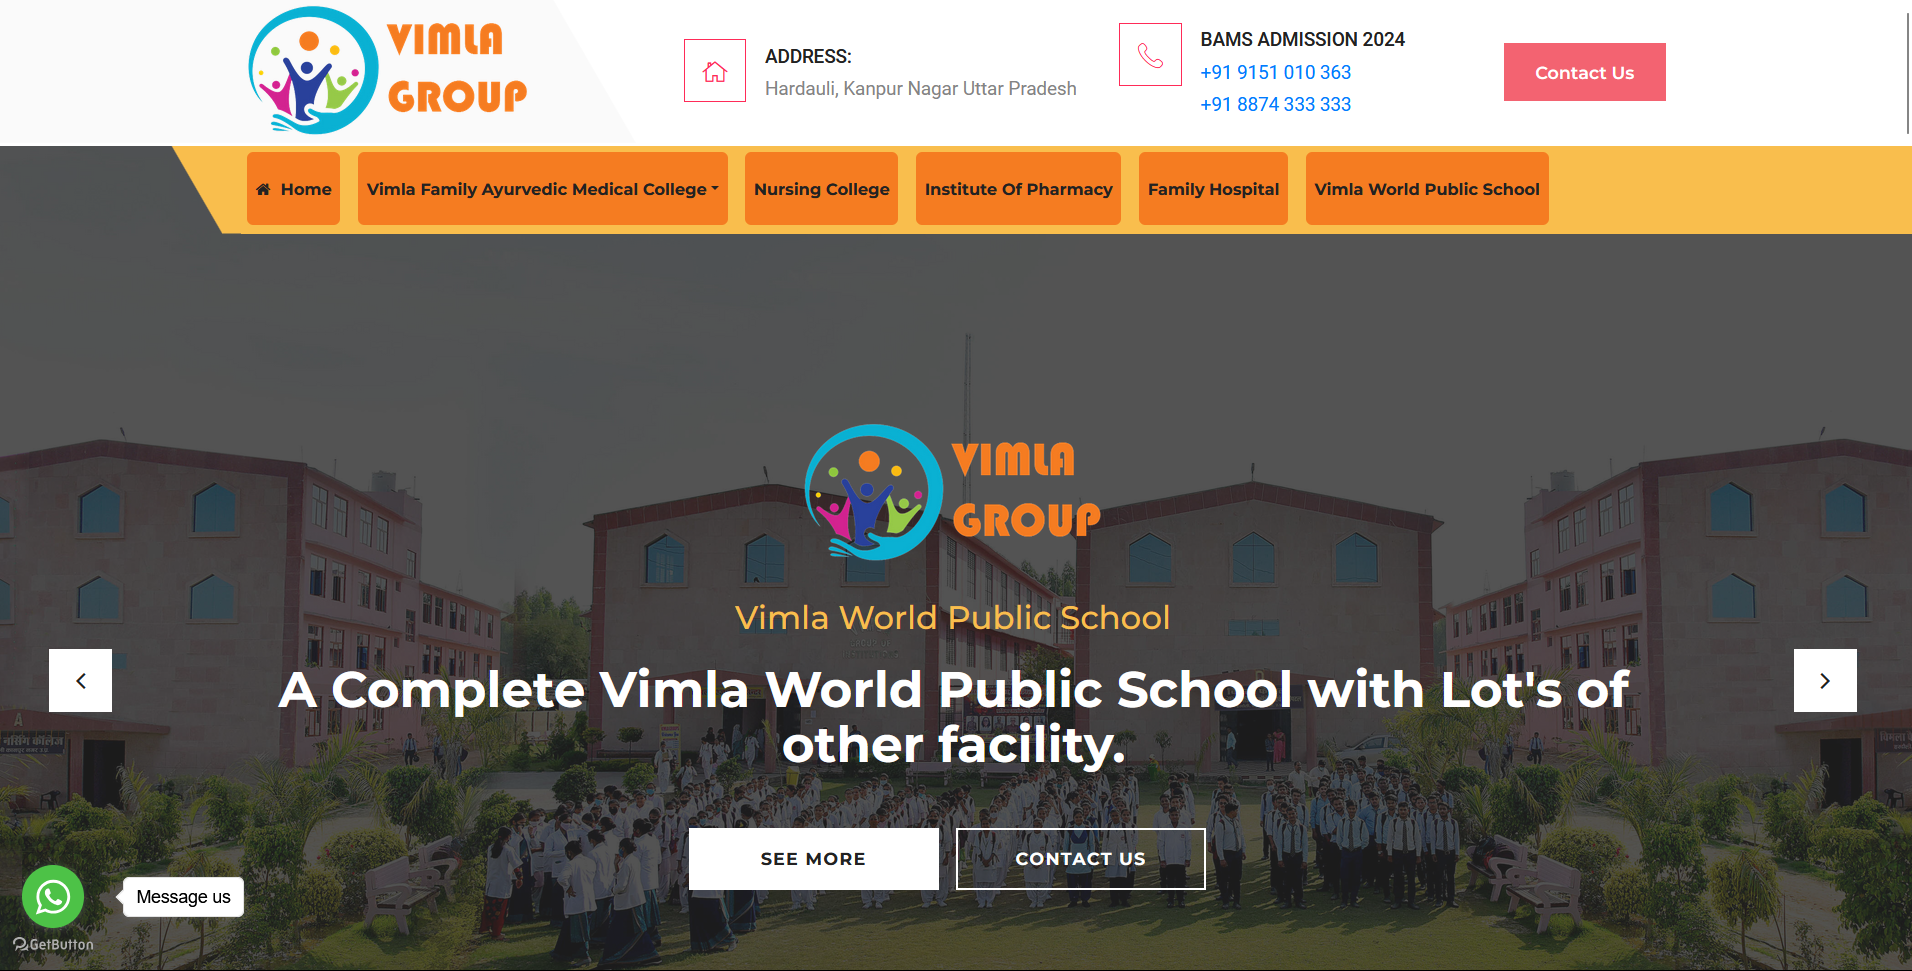 VIMLA
GROUP
ADDRESS:
Hardauli, Kanpur Nagar Uttar Pradesh
BAMS ADMISSION 2024
+91 9151 010 363
+91 8874 333 333
Contact Us
Home
Vimla Family Ayurvedic Medical College
Nursing College
Institute Of Pharmacy
Family Hospital
Vimla World Public School
VIMLA
GROUP
Vimla World Public School
A Complete Vimla World Public School with Lot's of
other facility.
A
नर्सिंग कॉलेज
SEE MORE
CONTACT US
Message us
GetButton